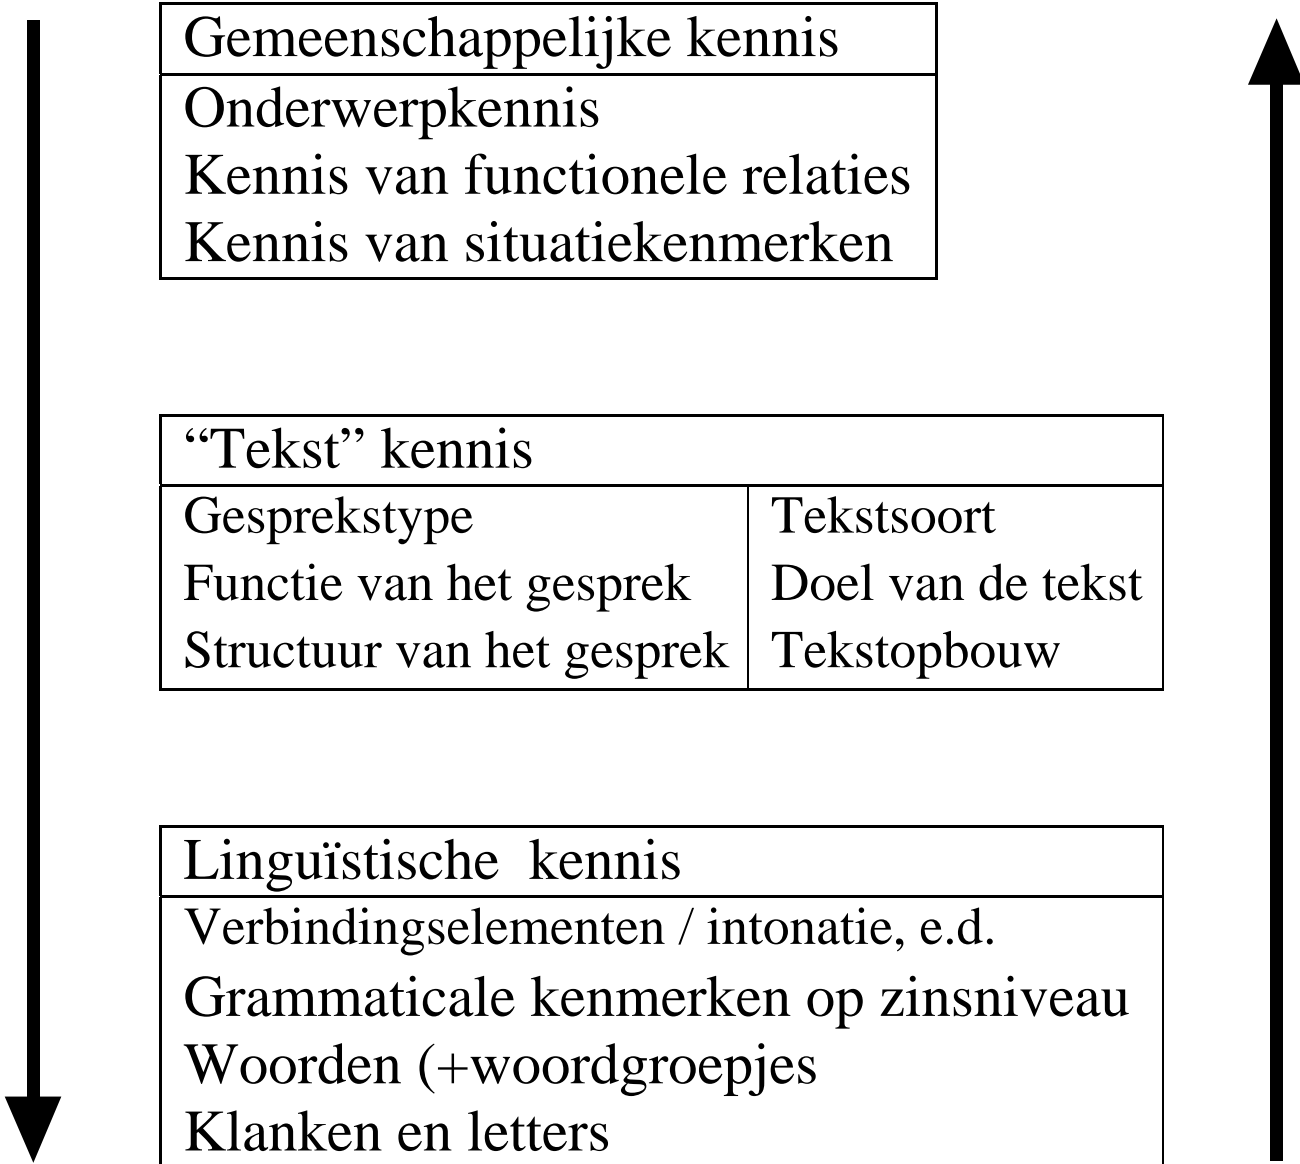 Gemeenschappelijke kennis
Onderwerpkennis
Kennis van functionele relaties
Kennis van situatiekenmerken
“Tekst” kennis
Gesprekstype
Functie van het gesprek
Structuur van het gesprek
Tekstsoort
Doel van de tekst
Tekstopbouw
Linguïstische kennis
Verbindingselementen / intonatie, e.d.
Grammaticale kenmerken op zinsniveau
Woorden (+woordgroepjes
Klanken en letters